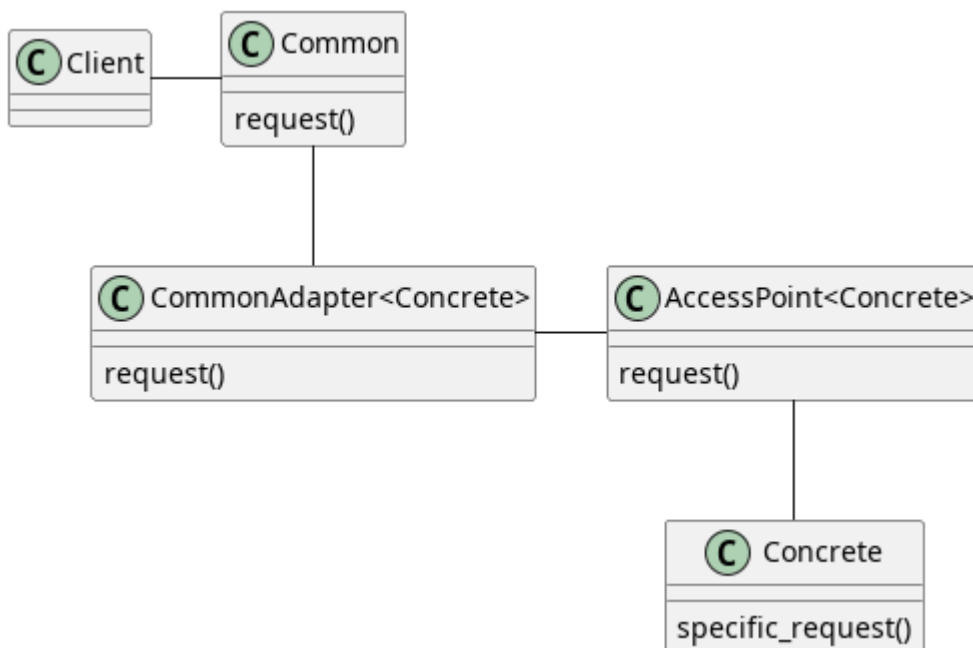 C Client
C Common
request()
C CommonAdapter<Concrete>
request()
C AccessPoint<Concrete>
request()
C Concrete
specific_request()